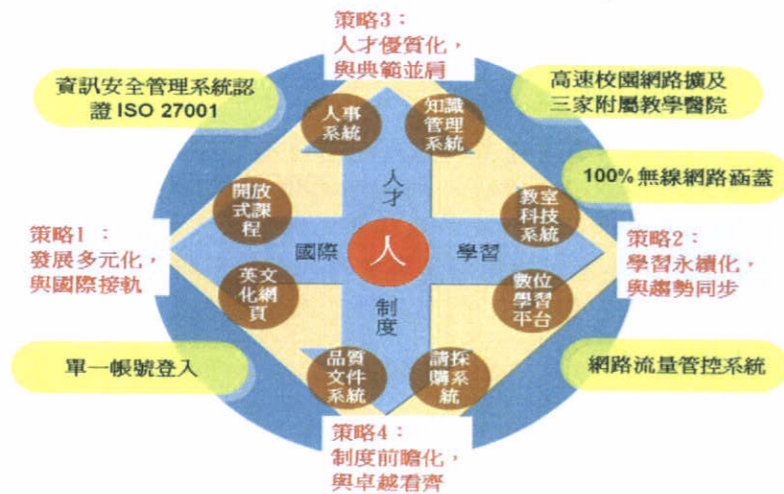 策略3：
人才優質化，
與典範並肩
資訊安全管理系統認
證 ISO 27001
高速校園網路擴及
三家附屬教學醫院
人事
系統
知識
管理
系統
人才
100%無線網路涵蓋
開放
式課
程
教室
科技
系統
策略1：
發展多元化，
與國際接軌
國際
人
學習
策略2：
學習永續化，
與趨勢同步
英文
化網
頁
制度
數位
學習
平台
單一帳號登入
品質
文件
系統
請採
購系
統
網路流量管控系統
策略4：
制度前瞻化，
與卓越看齊